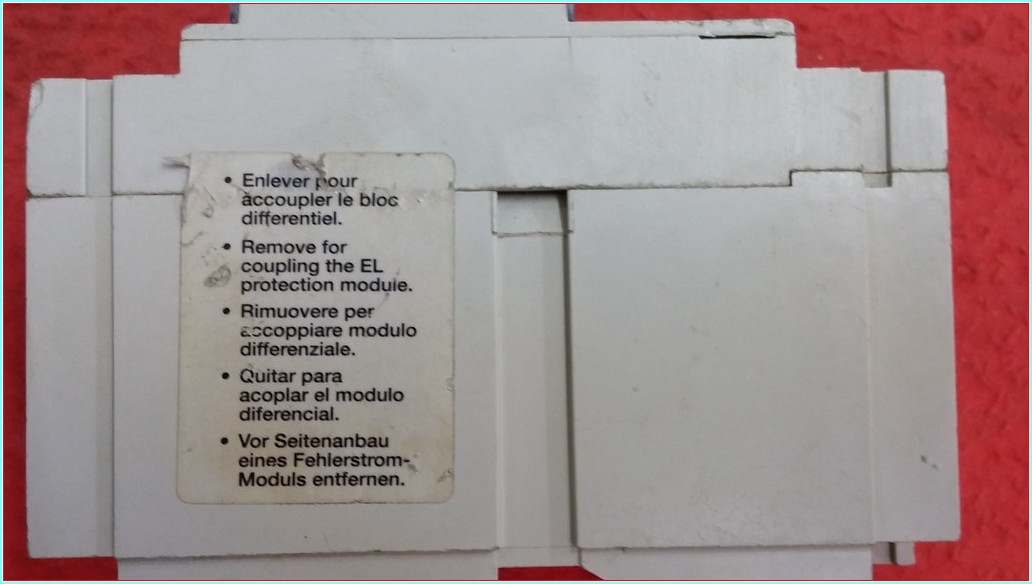 • Enlever pour
accoupler le bloc
differentiel.
• Remove for
coupling the EL
protection module.
• Rimuovere per
accoppiare modulo
differenziale.
• Quitar para
acoplar el modulo
diferencial.
• Vor Seitenanbau
eines Fehlerstrom-
Moduls entfernen.